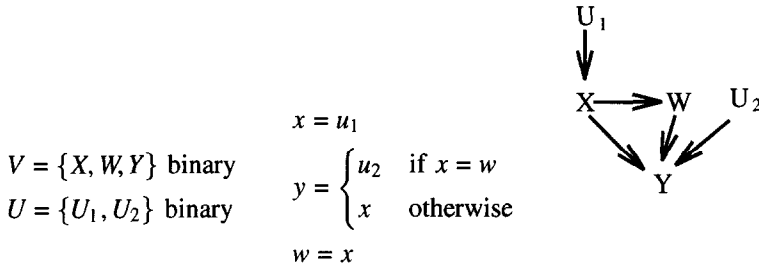 V = {X, W, Y} binary
U = {U₁, U₂} binary
x = u₁
y = { u₂ if x = w
x otherwise
w = x
U₁
X W U₂
Y